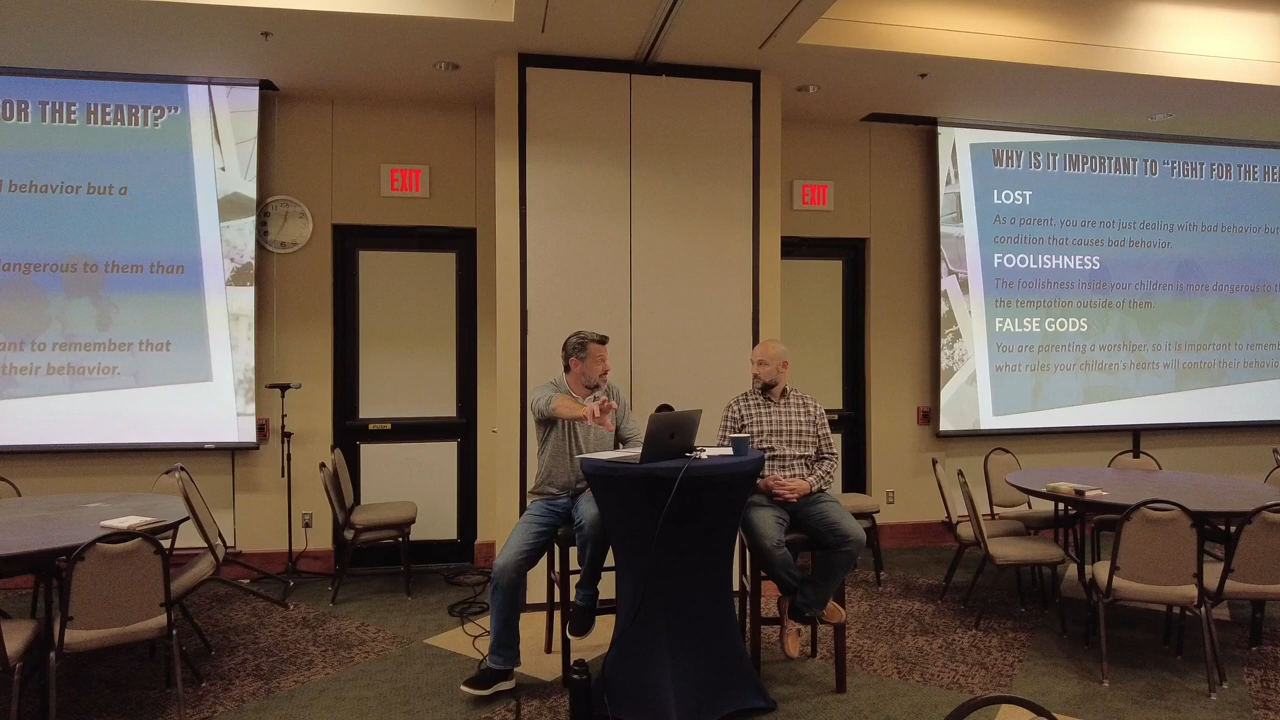 OR THE HEART?"
behavior but a
dangerous to them than
ant to remember that
their behavior.
EXIT
PUSH
EXIT
WHY IS IT IMPORTANT TO "FIGHT FOR THE HE
LOST
As a parent, you are not just dealing with bad behavior but
condition that causes bad behavior.
FOOLISHNESS
The foolishness inside your children is more dangerous to t
the temptation outside of them.
FALSE GODS
You are parenting a worshiper, so it is important to rememb
what rules your children's hearts will control their behavio